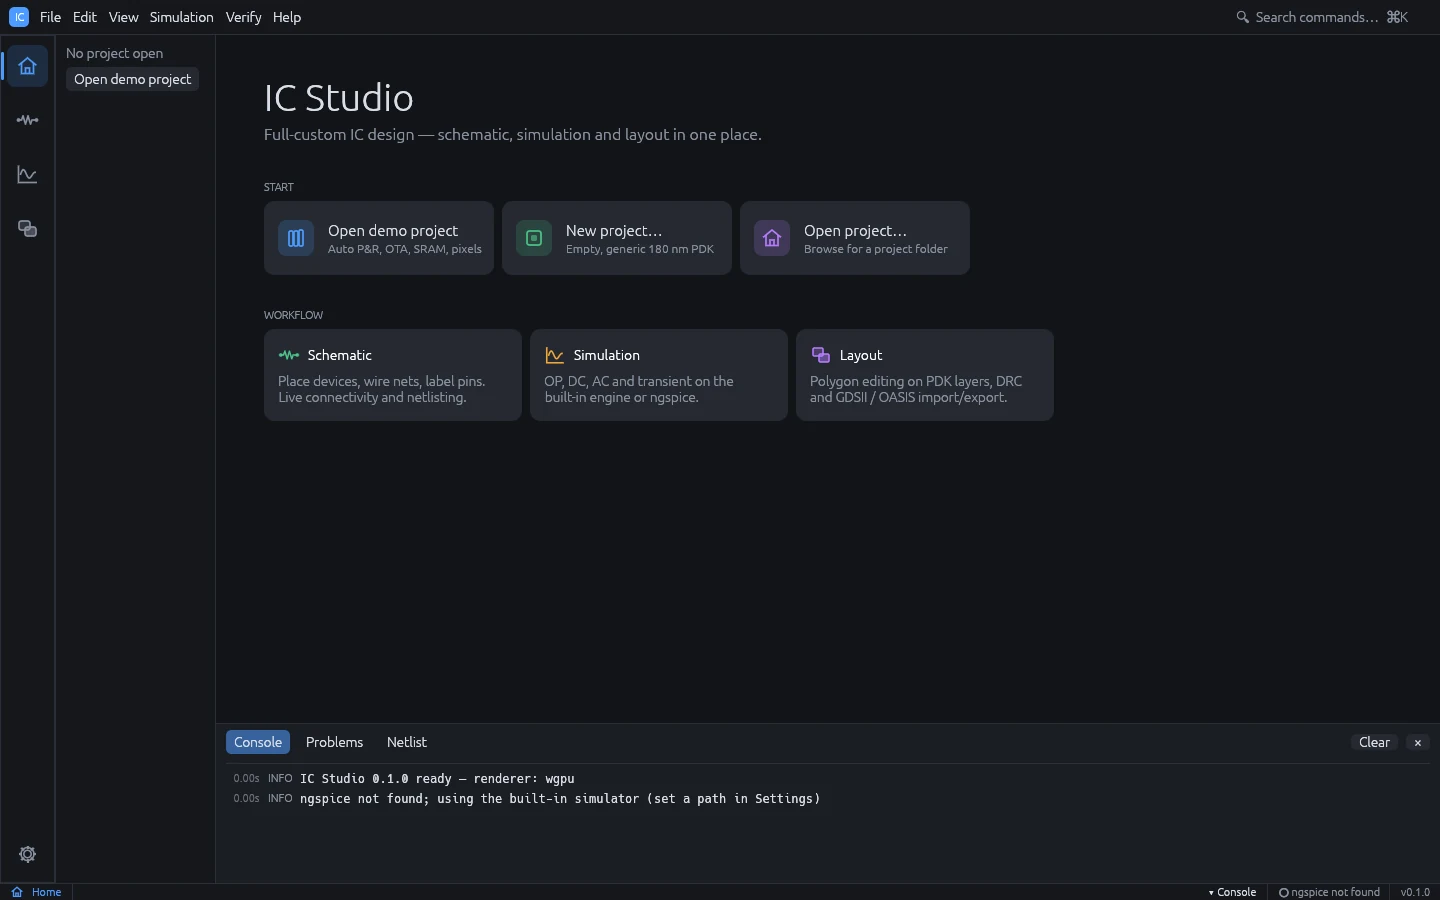 IC File Edit View Simulation Verify Help Search commands... ⌘K
No project open
Open demo project
IC Studio
Full-custom IC design — schematic, simulation and layout in one place.
START
Open demo project
Auto P&R, OTA, SRAM, pixels
New project...
Empty, generic 180 nm PDK
Open project...
Browse for a project folder
WORKFLOW
Schematic
Place devices, wire nets, label pins.
Live connectivity and netlisting.
Simulation
OP, DC, AC and transient on the
built-in engine or ngspice.
Layout
Polygon editing on PDK layers, DRC
and GDSII / OASIS import/export.
Console Problems Netlist Clear ×
0.00s INFO IC Studio 0.1.0 ready — renderer: wgpu
0.00s INFO ngspice not found; using the built-in simulator (set a path in Settings)
Home ▾ Console ngspice not found v0.1.0